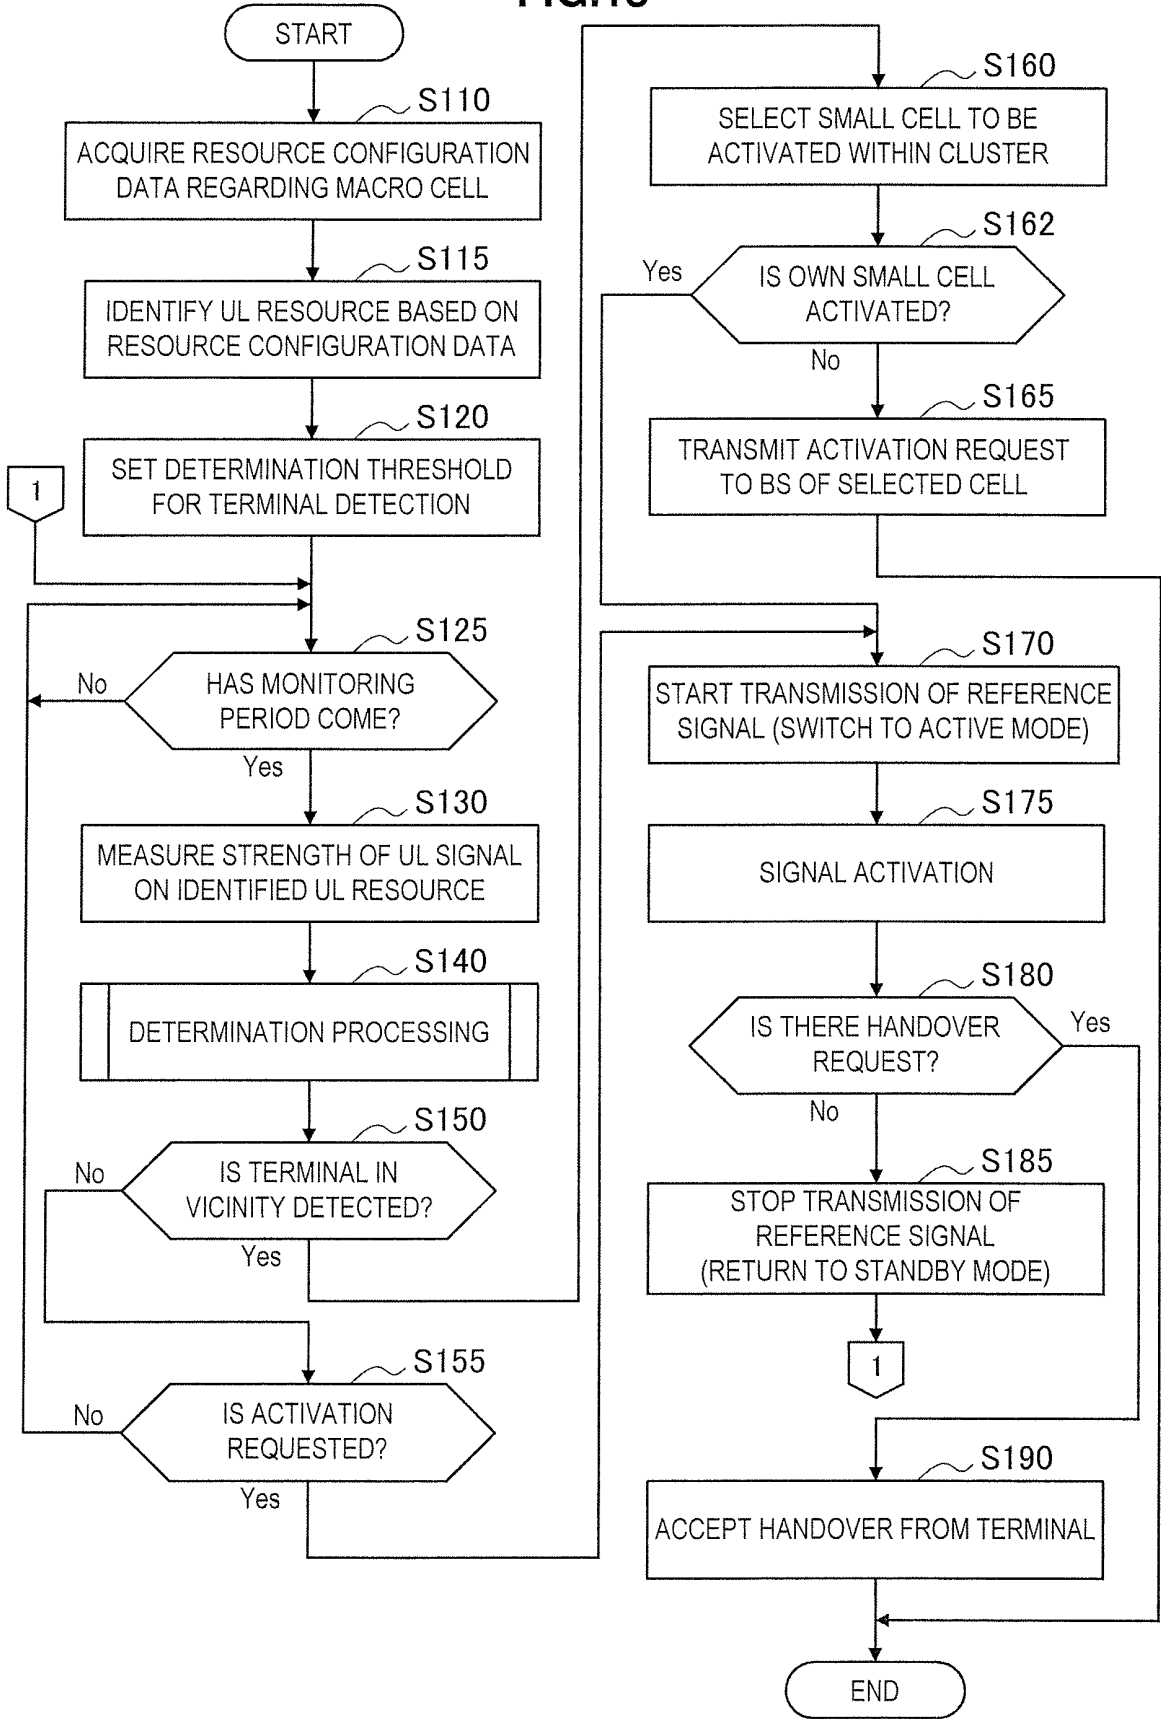 START
S110
ACQUIRE RESOURCE CONFIGURATION
DATA REGARDING MACRO CELL
S115
IDENTIFY UL RESOURCE BASED ON
RESOURCE CONFIGURATION DATA
S120
SET DETERMINATION THRESHOLD
FOR TERMINAL DETECTION
1
S125
HAS MONITORING
PERIOD COME?
No
Yes
S130
MEASURE STRENGTH OF UL SIGNAL
ON IDENTIFIED UL RESOURCE
S140
DETERMINATION PROCESSING
S150
IS TERMINAL IN
VICINITY DETECTED?
No
Yes
S155
IS ACTIVATION
REQUESTED?
No
Yes
S160
SELECT SMALL CELL TO BE
ACTIVATED WITHIN CLUSTER
S162
IS OWN SMALL CELL
ACTIVATED?
Yes
No
S165
TRANSMIT ACTIVATION REQUEST
TO BS OF SELECTED CELL
S170
START TRANSMISSION OF REFERENCE
SIGNAL (SWITCH TO ACTIVE MODE)
S175
SIGNAL ACTIVATION
S180
IS THERE HANDOVER
REQUEST?
Yes
No
S185
STOP TRANSMISSION OF
REFERENCE SIGNAL
(RETURN TO STANDBY MODE)
1
S190
ACCEPT HANDOVER FROM TERMINAL
END